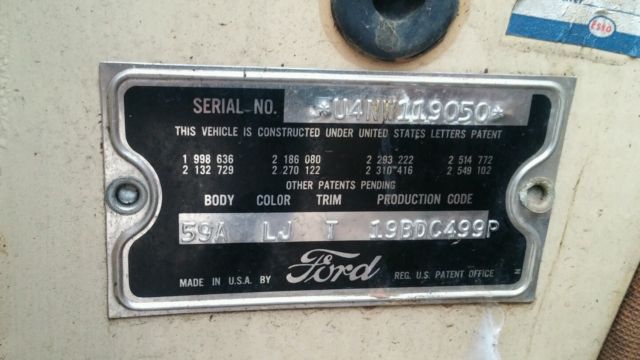 ESSO
SERIAL NO. *U4NW119050*
THIS VEHICLE IS CONSTRUCTED UNDER UNITED STATES LETTERS PATENT
1 998 636 2 186 080 2 293 222 2 514 772
2 132 729 2 270 122 2 310 416 2 549 102
OTHER PATENTS PENDING
BODY COLOR TRIM PRODUCTION CODE
59A LJ T 19BDC499P
MADE IN U.S.A. BY Ford REG. U.S. PATENT OFFICE